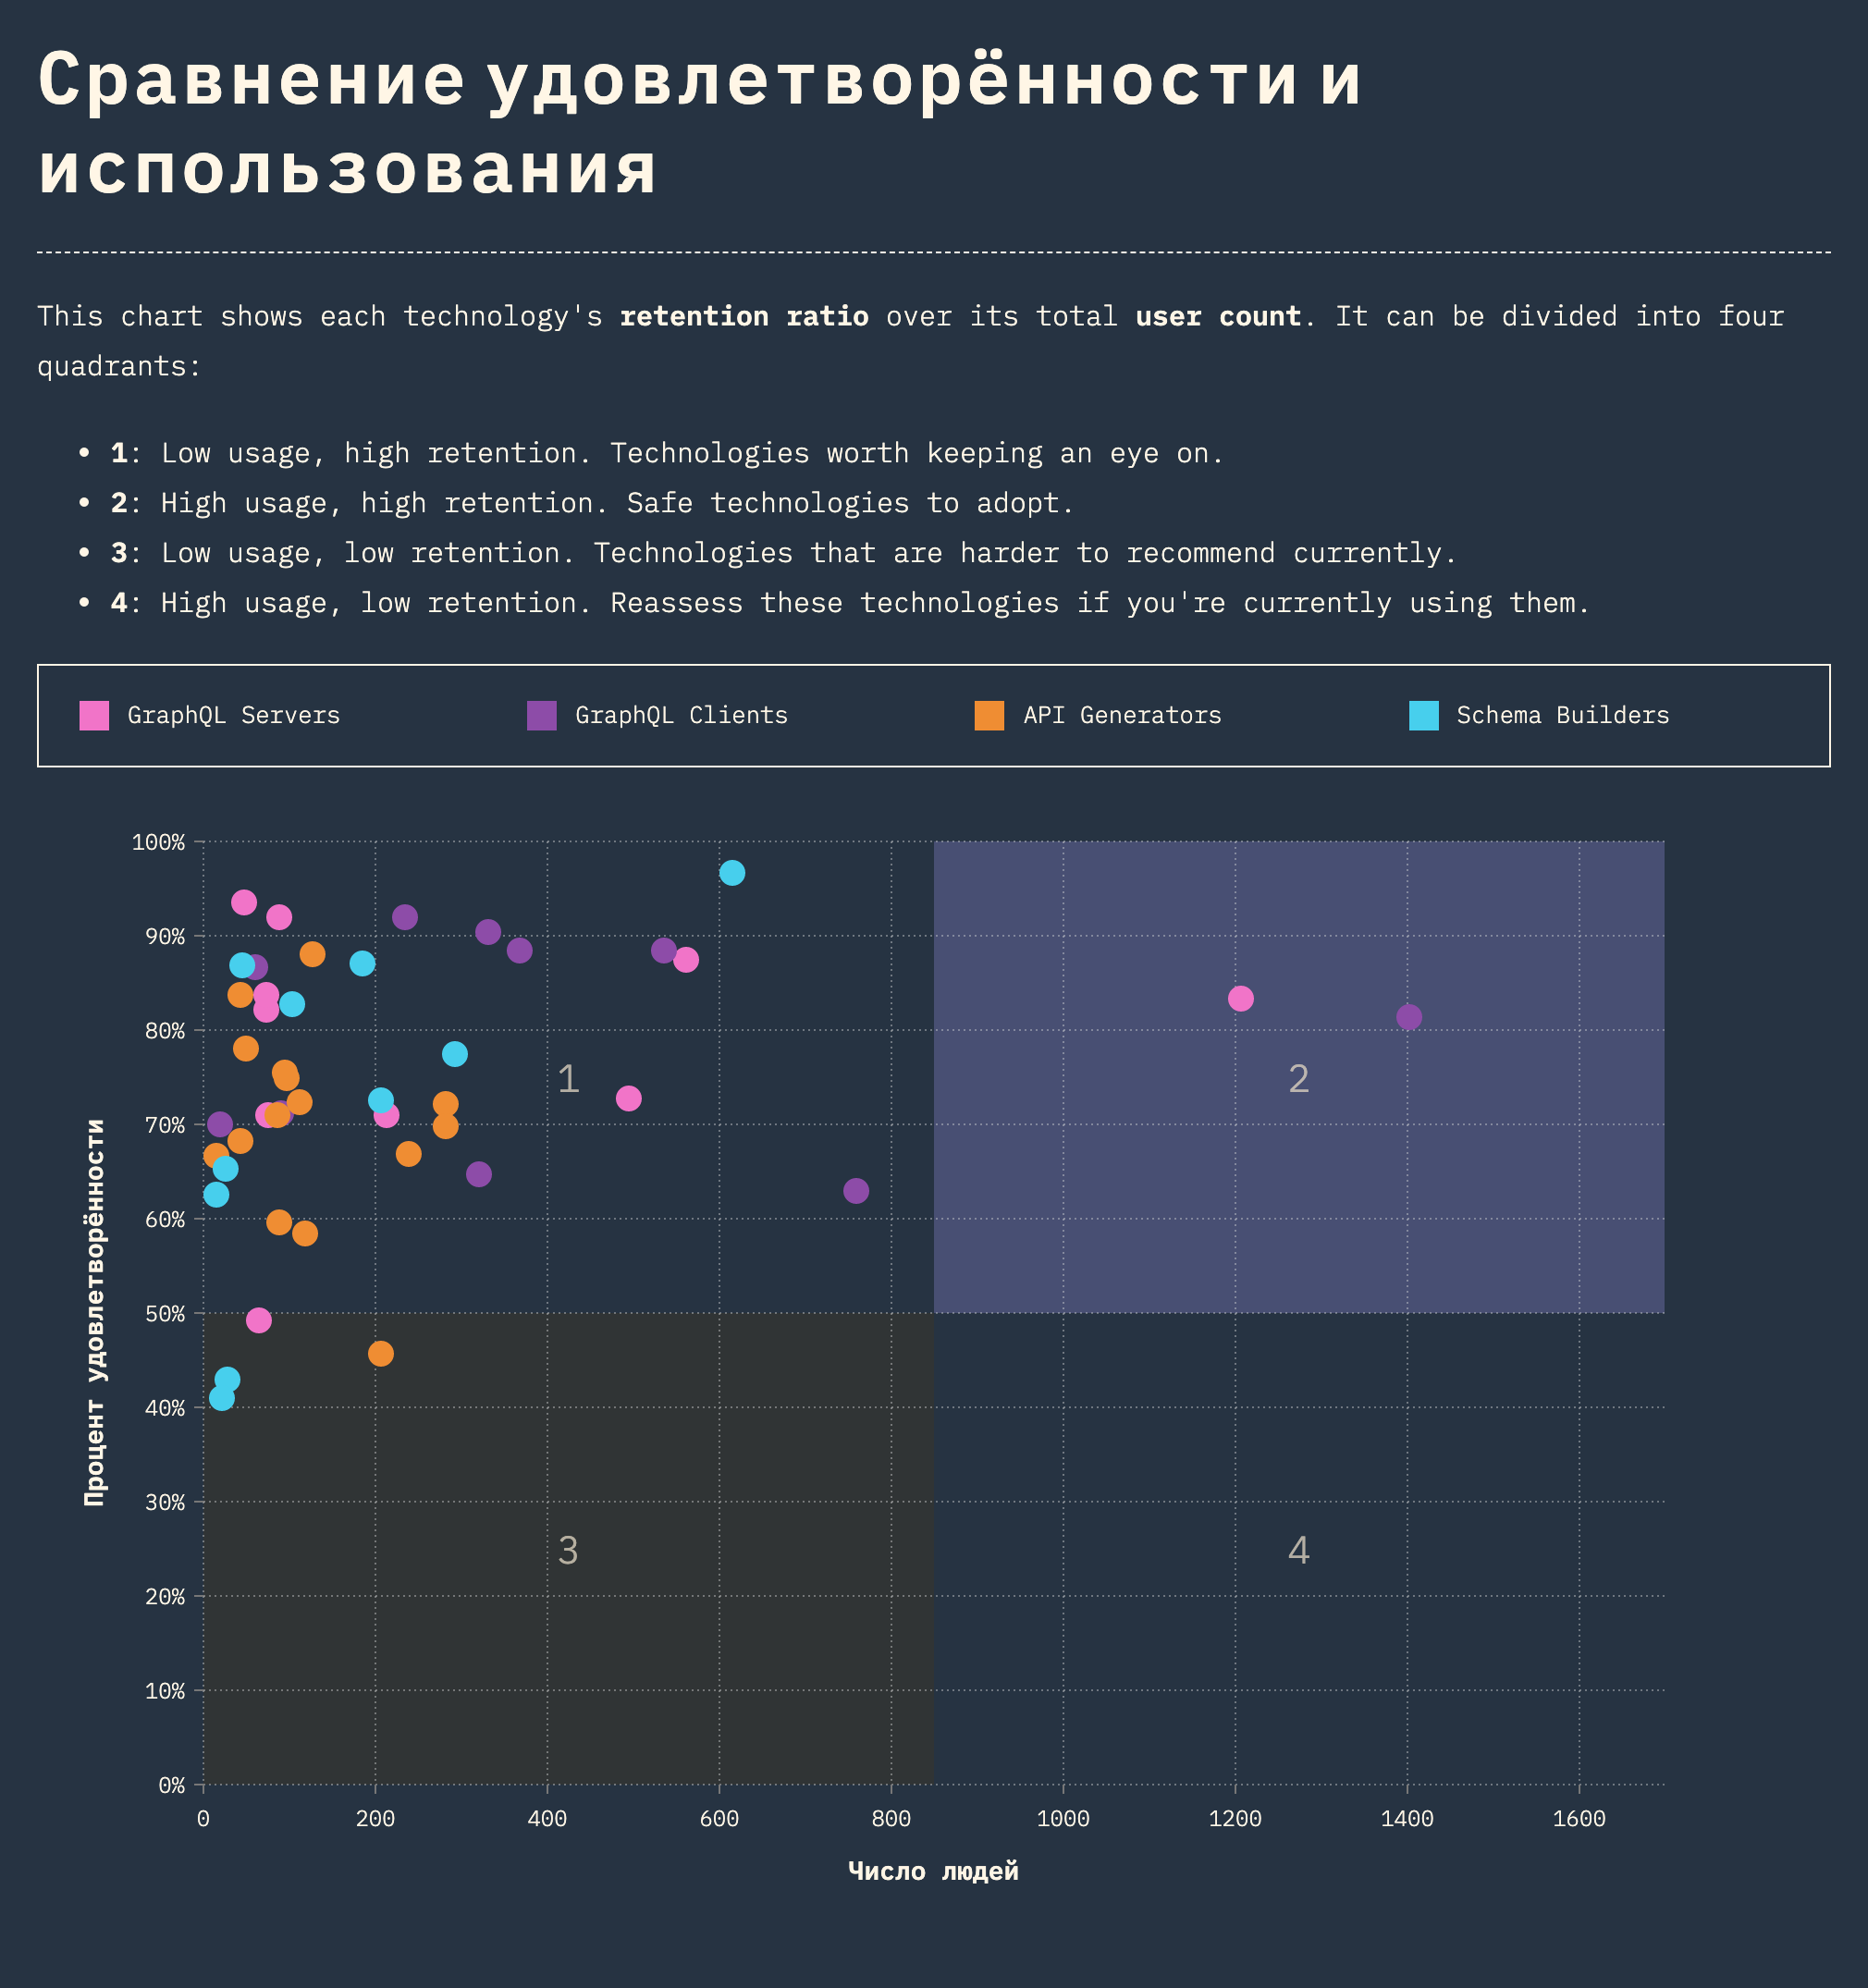 Сравнение удовлетворённости и
использования
This chart shows each technology's retention ratio over its total user count. It can be divided into four
quadrants:
1: Low usage, high retention. Technologies worth keeping an eye on.
2: High usage, high retention. Safe technologies to adopt.
3: Low usage, low retention. Technologies that are harder to recommend currently.
4: High usage, low retention. Reassess these technologies if you're currently using them.
GraphQL Servers
GraphQL Clients
API Generators
Schema Builders
100%
90%
80%
70%
60%
50%
40%
30%
20%
10%
0%
Процент удовлетворённости
1
2
3
4
0
200
400
600
800
1000
1200
1400
1600
Число людей